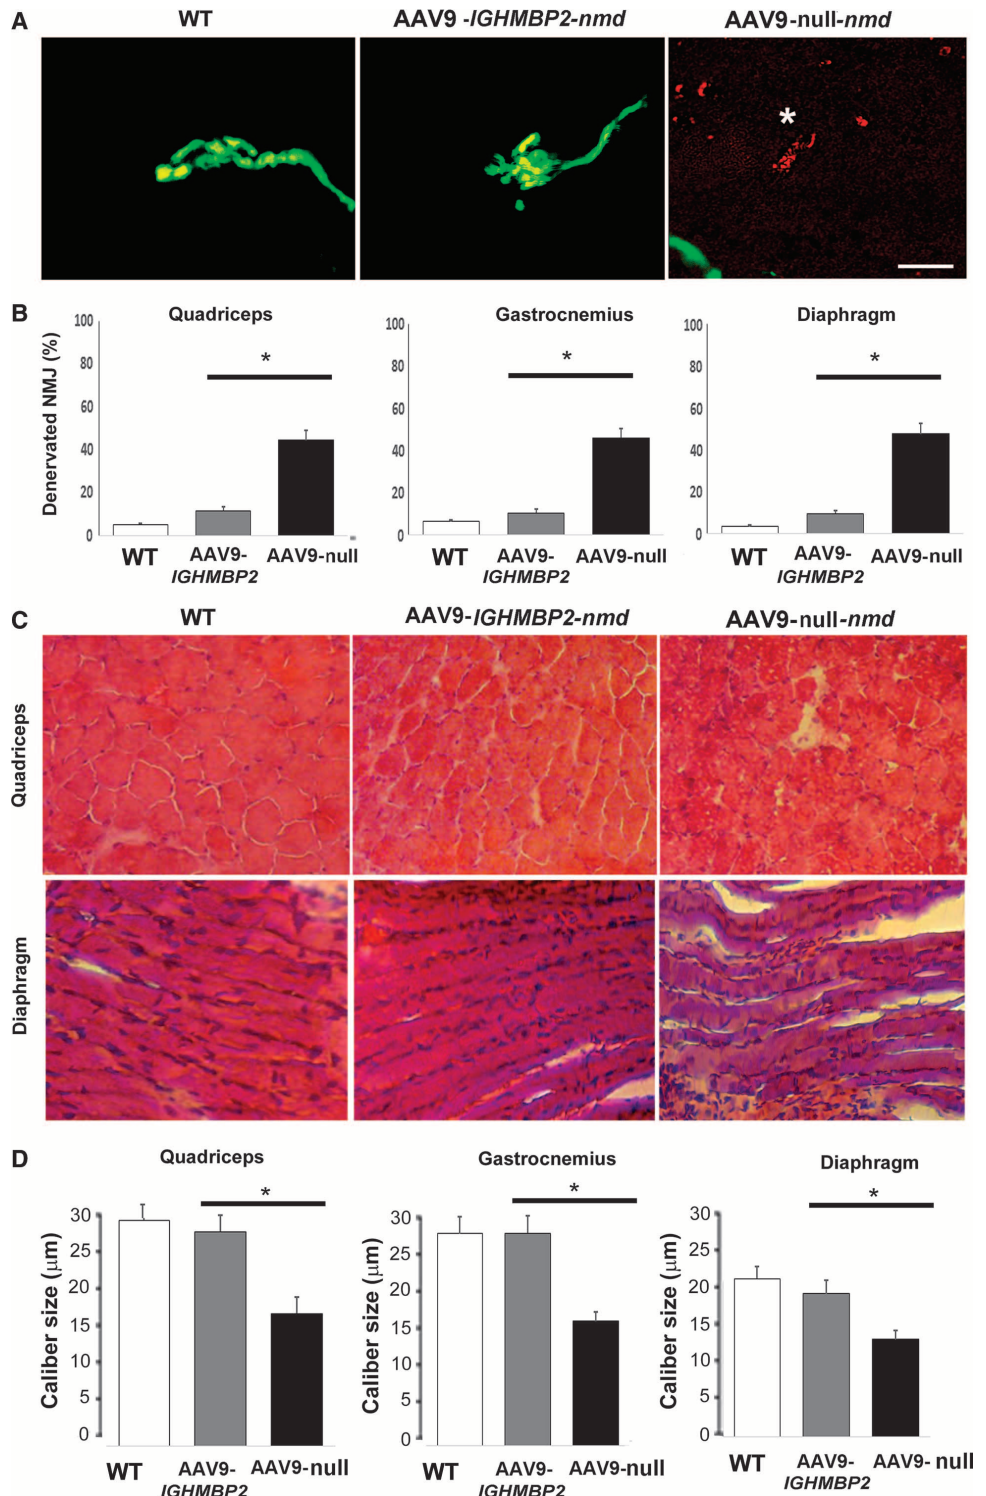 A
WT
AAV9 -IGHMBP2-nmd
AAV9-null-nmd
*
B
Quadriceps
Gastrocnemius
Diaphragm
Denervated NMJ (%)
100
80
60
40
20
0
*
WT
AAV9-
IGHMBP2
AAV9-null
100
80
60
40
20
0
*
WT
AAV9-
IGHMBP2
AAV9-null
100
80
60
40
20
0
*
WT
AAV9-
IGHMBP2
AAV9-null
C
WT
AAV9-IGHMBP2-nmd
AAV9-null-nmd
Quadriceps
Diaphragm
D
Quadriceps
Gastrocnemius
Diaphragm
Caliber size (μm)
30
25
20
15
10
5
0
*
WT
AAV9-
IGHMBP2
AAV9-null
Caliber size (μm)
30
25
20
15
10
5
0
*
WT
AAV9-
IGHMBP2
AAV9-null
Caliber size (μm)
30
25
20
15
10
5
0
*
WT
AAV9-
IGHMBP2
AAV9- null